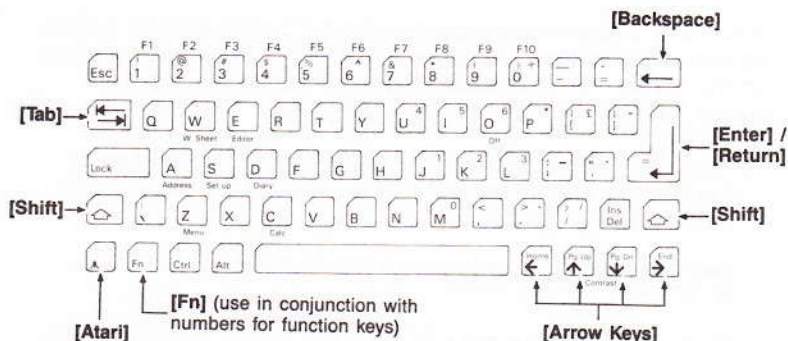 [Backspace]
F1 F2 F3 F4 F5 F6 F7 F8 F9 F10
Esc ! 1 @ 2 # 3 $ 4 % 5 ^ 6 & 7 * 8 ( 9 ) 0 + — - - =
[Tab]
Q W E R T Y U 4 I 5 O 6 P * { [ £ } ] -
W Sheet Editor Off
[Enter] /
[Return]
Lock A S D F G H J 1 K 2 L 3 : ; - " ' =
Address Set up Diary
[Shift]
\ Z X C V B N M 0 < , > . ? / Ins Del
[Shift]
Menu Calc
Fn Ctrl Alt Home Pg Up Pg Dn End
Contrast
[Fn] (use in conjunction with
numbers for function keys)
[Atari]
[Arrow Keys]